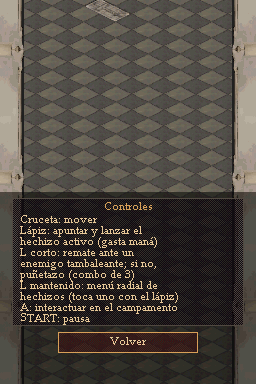 Controles
Cruceta: mover
Lápiz: apuntar y lanzar el
hechizo activo (gasta maná)
L corto: remate ante un
enemigo tambaleante; si no,
puñetazo (combo de 3)
L mantenido: menú radial de
hechizos (toca uno con el lápiz)
A: interactuar en el campamento
START: pausa
Volver